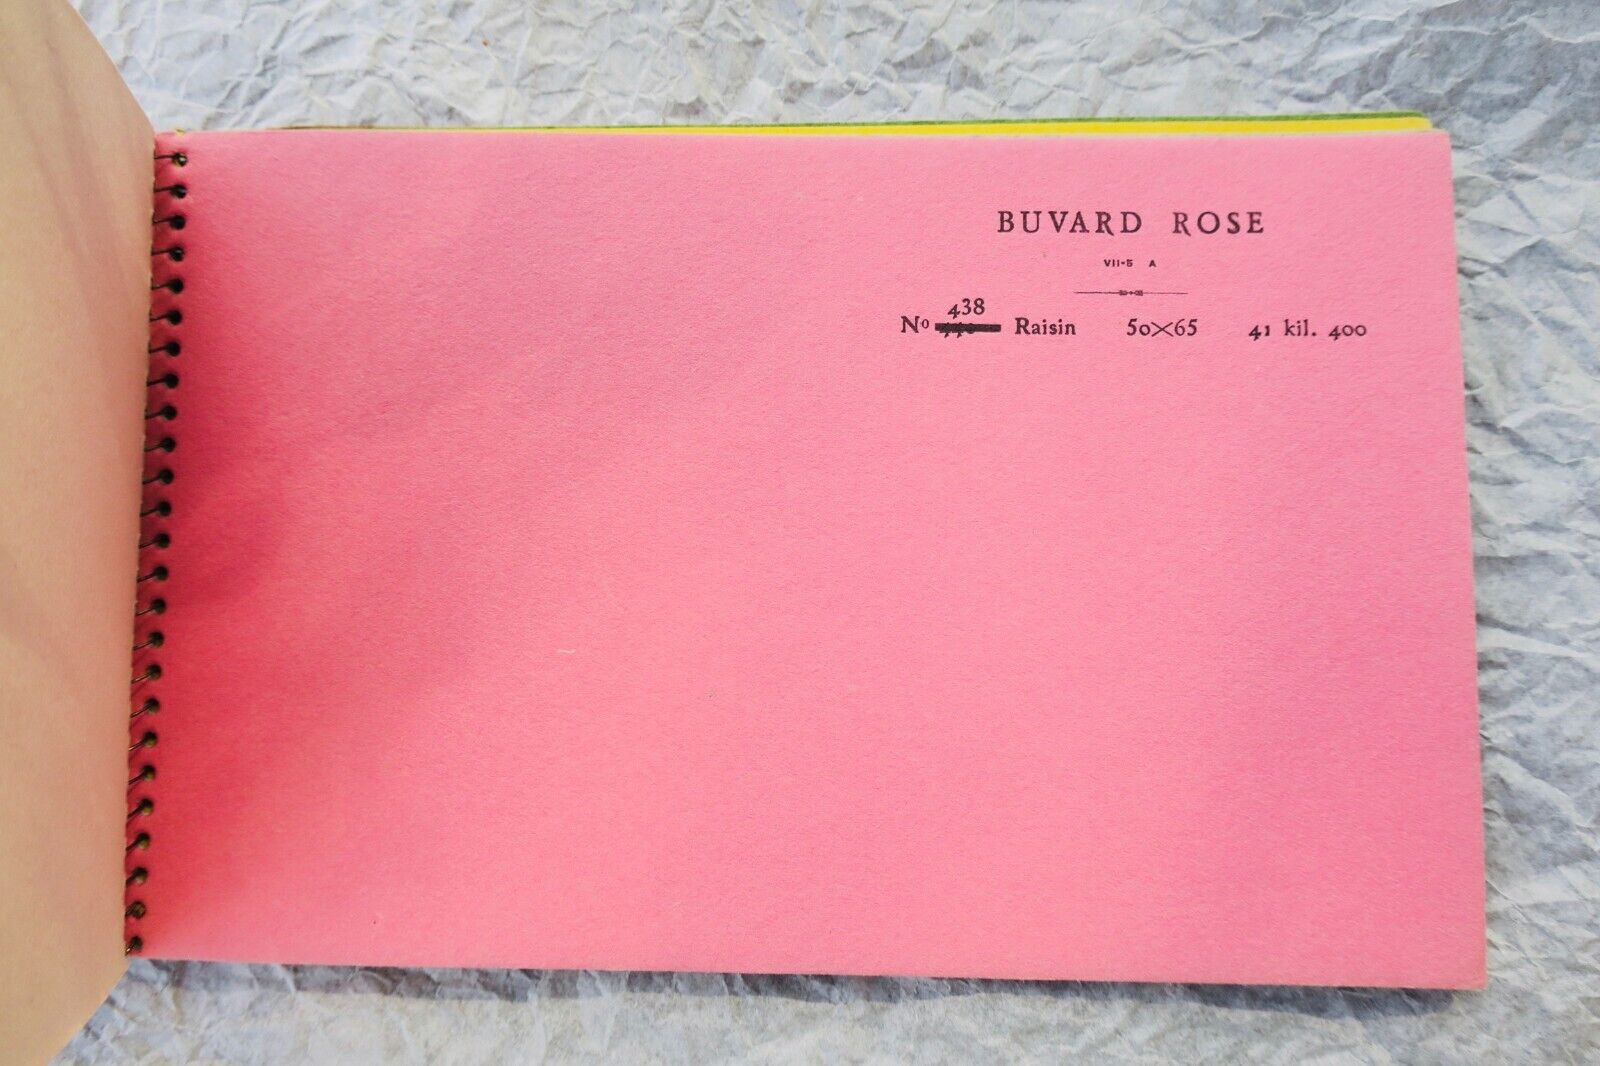 BUVARD ROSE
VII-5 A
438
Nº Raisin 50×65 41 kil. 400